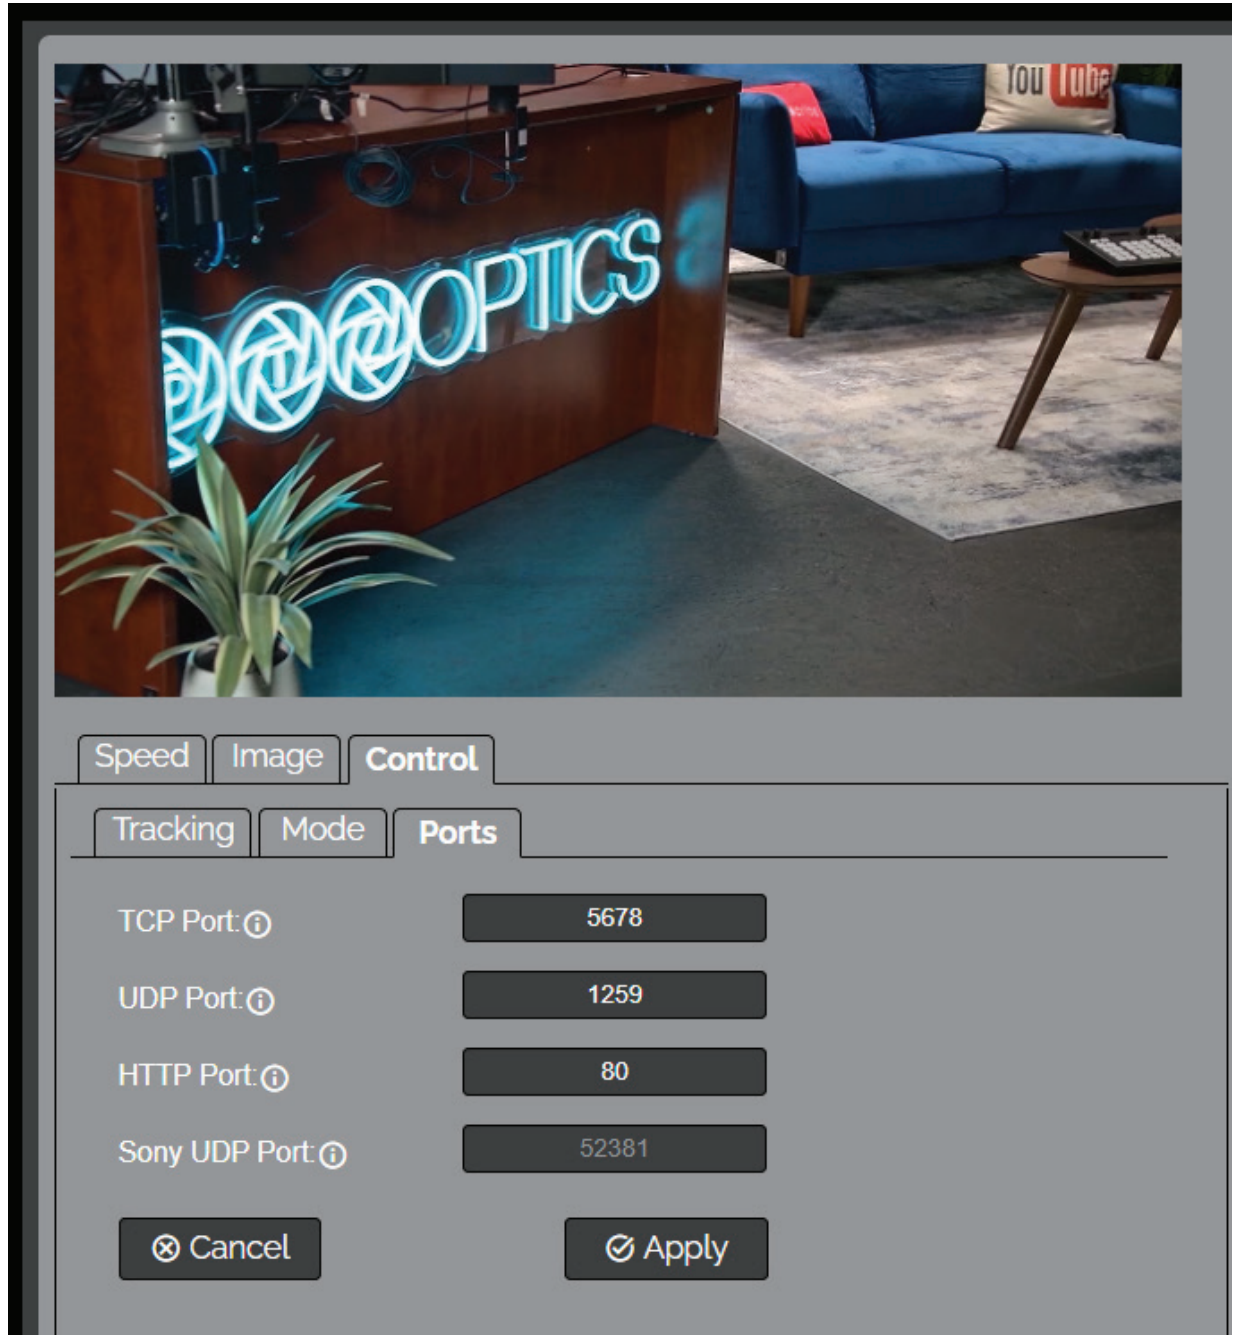 YOU Tube
PTZOPTICS
Speed Image Control
Tracking Mode Ports
TCP Port: 5678
UDP Port: 1259
HTTP Port: 80
Sony UDP Port: 52381
Cancel Apply